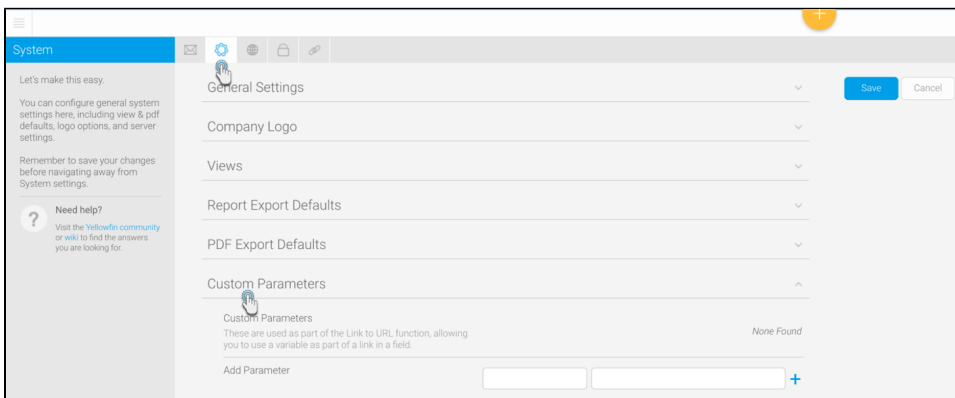 +
System
Let's make this easy.
You can configure general system
settings here, including view & pdf
defaults, logo options, and server
settings.
Remember to save your changes
before navigating away from
System settings.
?
Need help?
Visit the Yellowfin community
or wiki to find the answers
you are looking for.
General Settings
Save
Cancel
Company Logo
Views
Report Export Defaults
PDF Export Defaults
Custom Parameters
Custom Parameters
These are used as part of the Link to URL function, allowing
you to use a variable as part of a link in a field.
None Found
Add Parameter
+